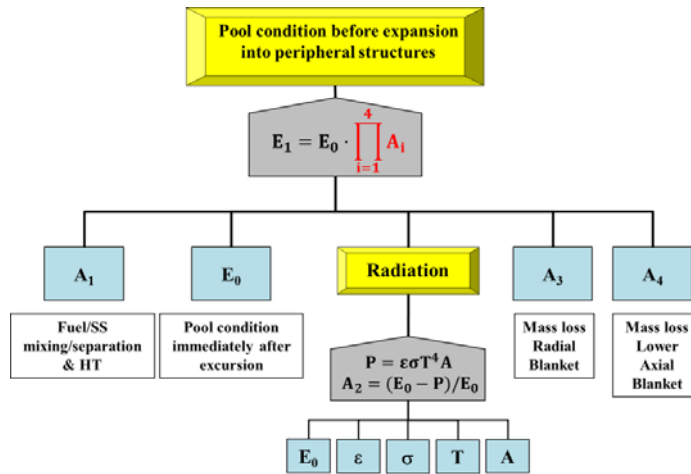 Pool condition before expansion
into peripheral structures
E₁ = E₀ · ∏ᵢ₌₁⁴ Aᵢ
A₁
E₀
Radiation
A₃
A₄
Fuel/SS
mixing/separation
& HT
Pool condition
immediately after
excursion
P = εσT⁴A
A₂ = (E₀ − P)/E₀
Mass loss
Radial
Blanket
Mass loss
Lower
Axial
Blanket
E₀
ε
σ
T
A